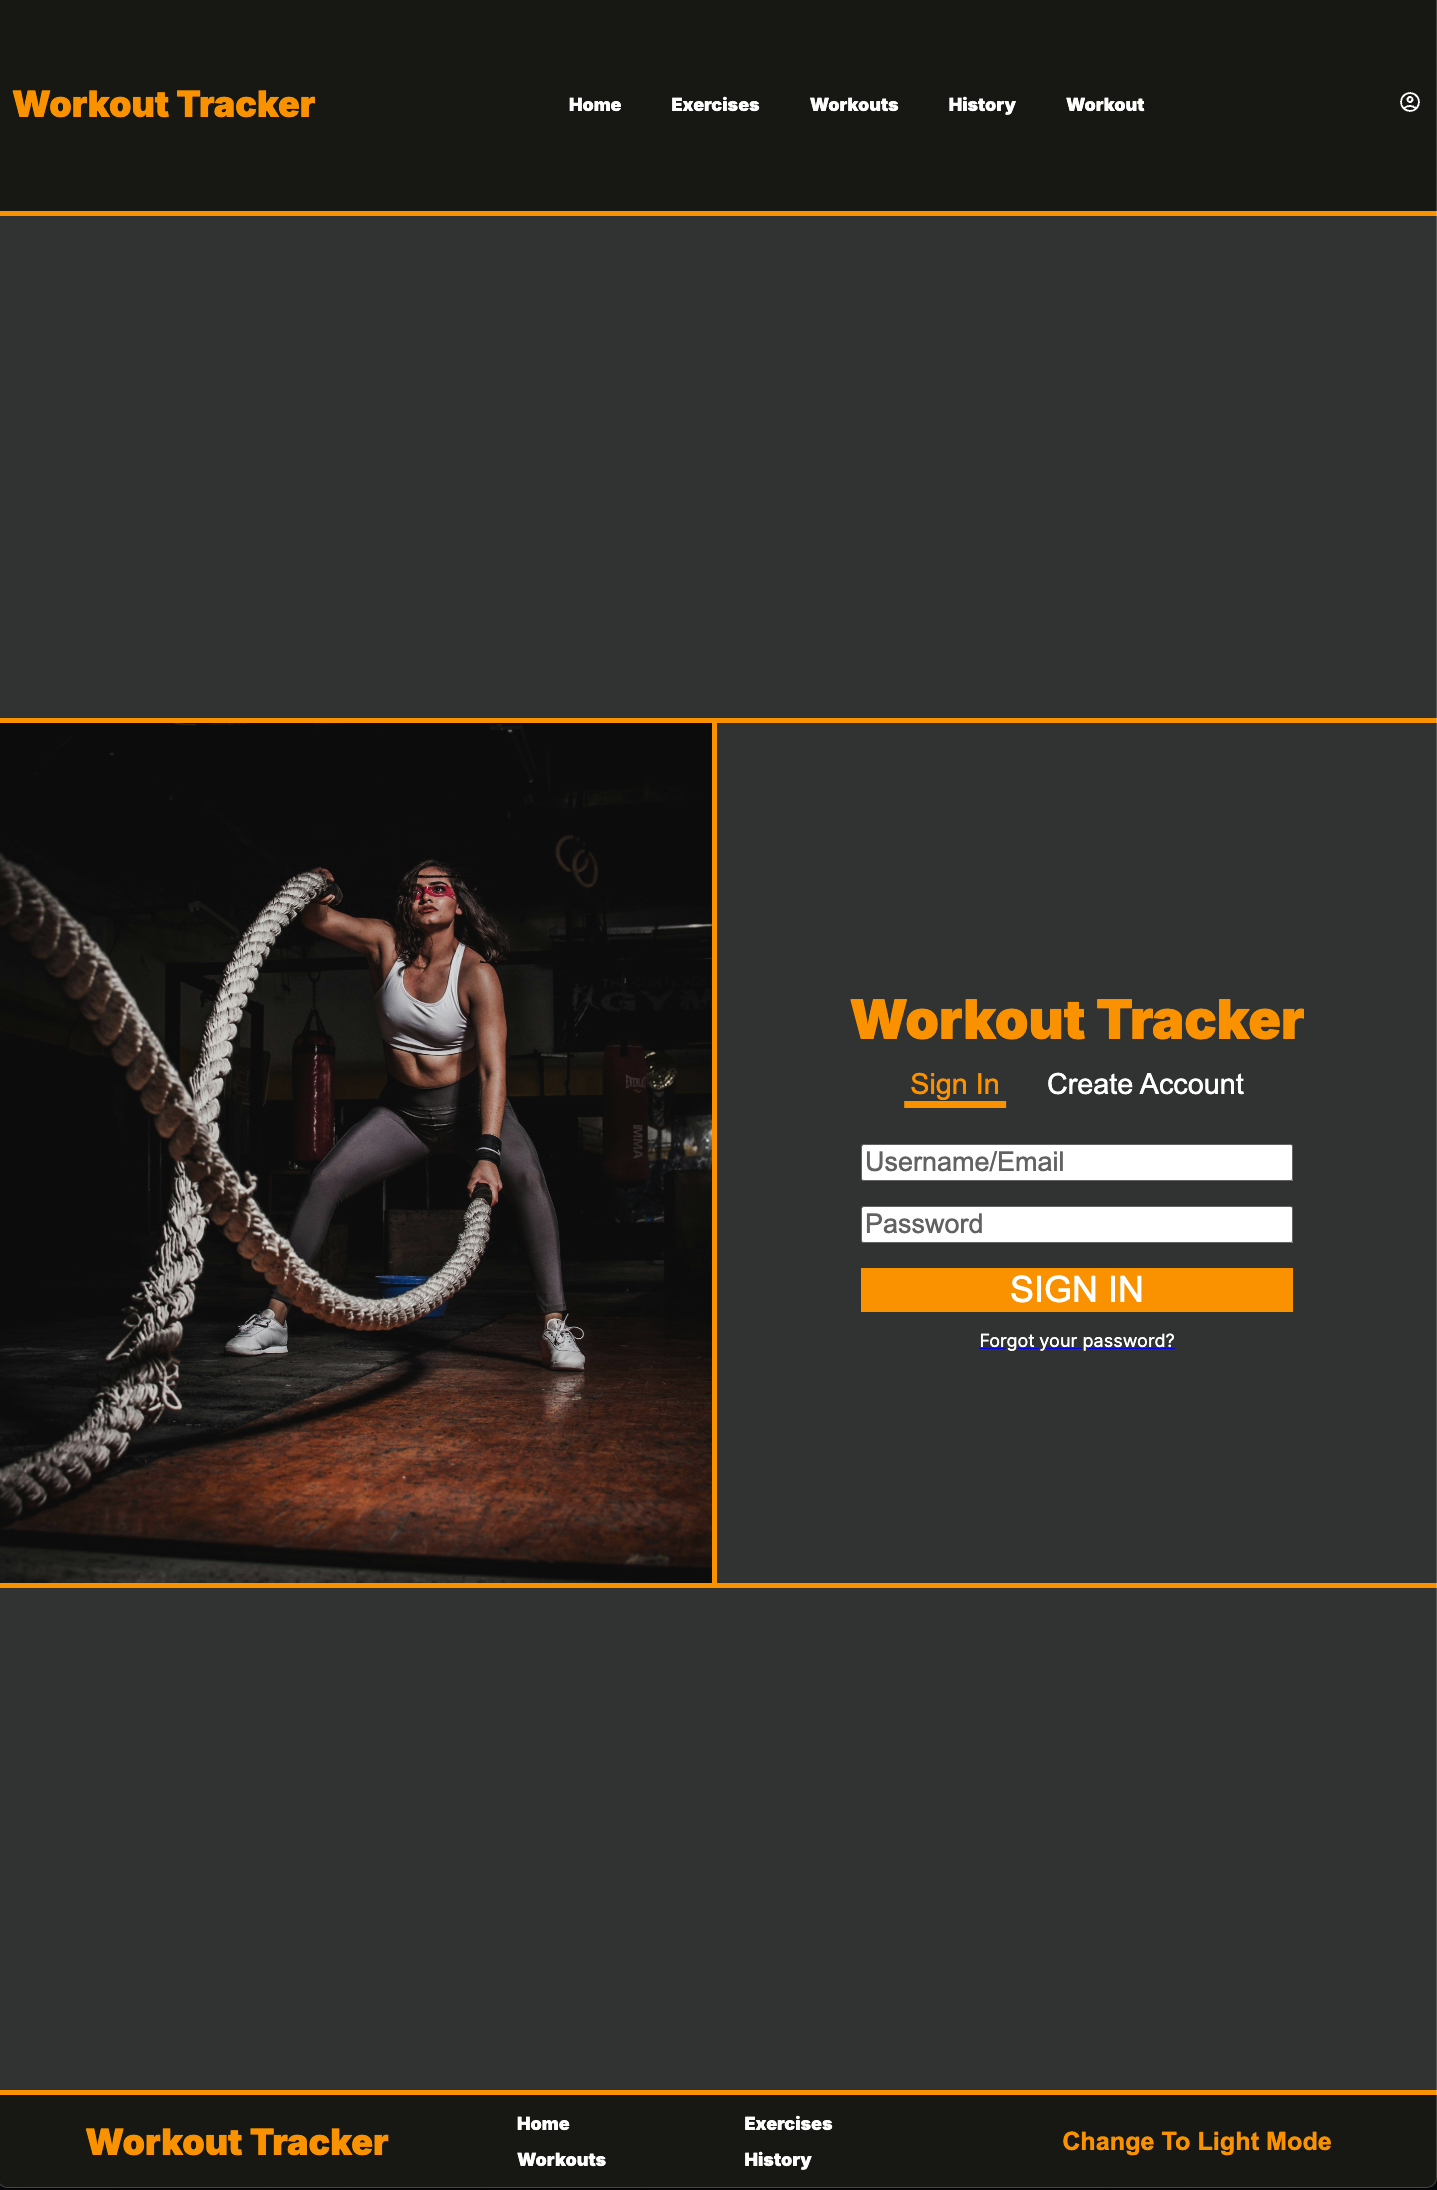 Workout Tracker
Home Exercises Workouts History Workout
Workout Tracker
Sign In Create Account
Username/Email
Password
SIGN IN
Forgot your password?
GYM
Workout Tracker
Home Exercises
Workouts History
Change To Light Mode